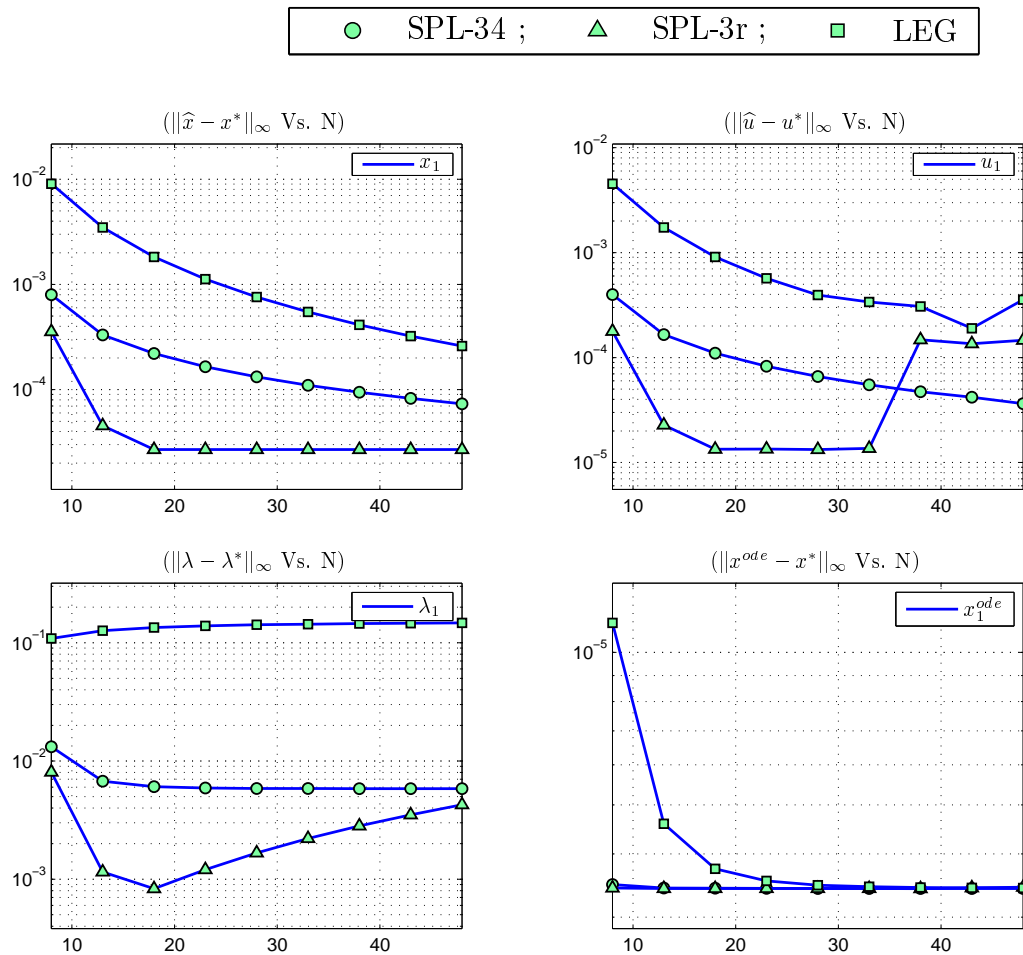 SPL-34 ; SPL-3r ; LEG
(||x̂ − x*||∞ Vs. N)
x₁
10⁻²
10⁻³
10⁻⁴
10 20 30 40
(||û − u*||∞ Vs. N)
u₁
10⁻²
10⁻³
10⁻⁴
10⁻⁵
10 20 30 40
(||λ − λ*||∞ Vs. N)
λ₁
10⁻¹
10⁻²
10⁻³
10 20 30 40
(||x^{ode} − x*||∞ Vs. N)
x₁^{ode}
10⁻⁵
10 20 30 40